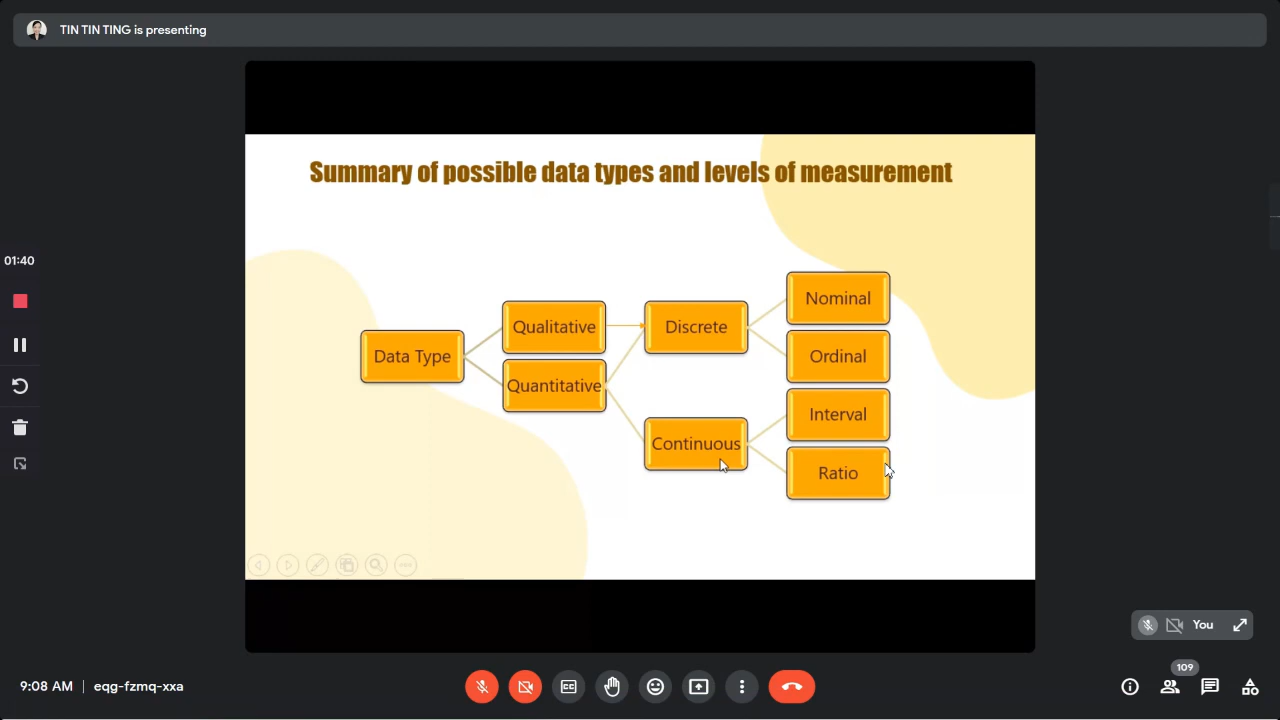 TIN TIN TING is presenting
Summary of possible data types and levels of measurement
01:40
Nominal
Qualitative
Discrete
Data Type
Ordinal
Quantitative
Interval
Continuous
Ratio
You
109
9:08 AM | eqg-fzmq-xxa
CC